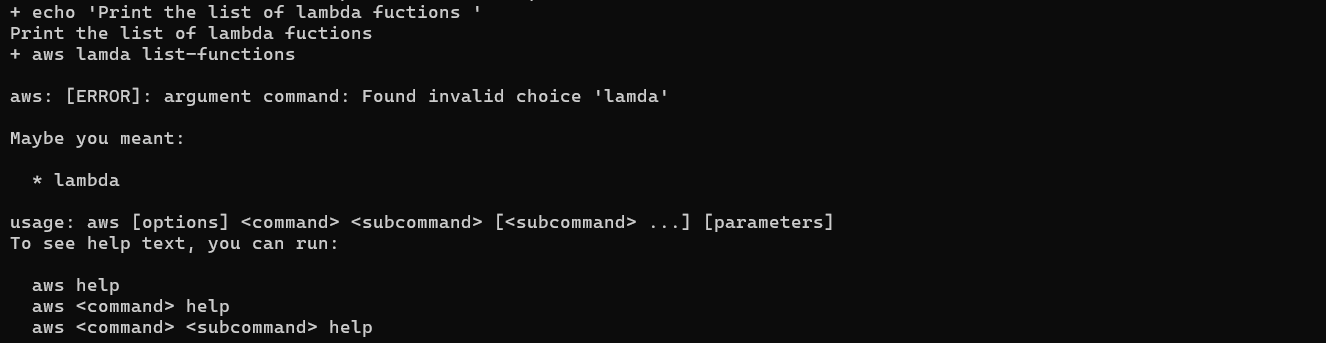 + echo 'Print the list of lambda fuctions '
Print the list of lambda fuctions
+ aws lamda list-functions
aws: [ERROR]: argument command: Found invalid choice 'lamda'
Maybe you meant:
* lambda
usage: aws [options] <command> <subcommand> [<subcommand> ...] [parameters]
To see help text, you can run:
aws help
aws <command> help
aws <command> <subcommand> help